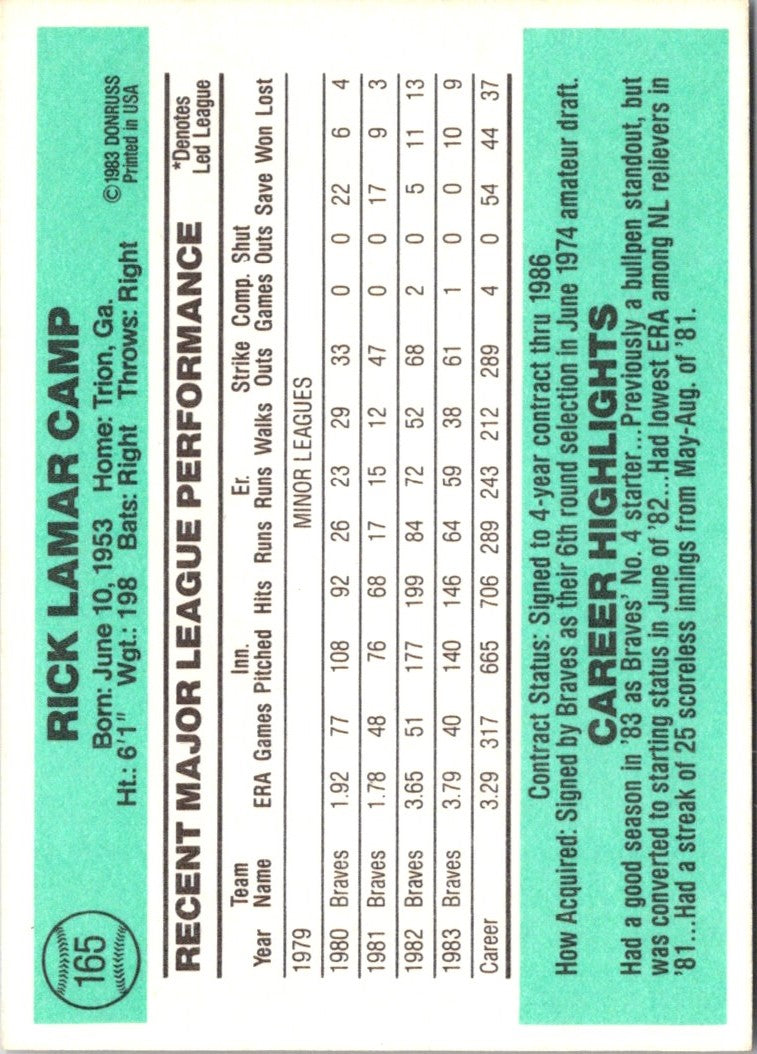 165
RICK LAMAR CAMP
Born: June 10, 1953 Home: Trion, Ga.
Ht.: 6'1" Wgt.: 198 Bats: Right Throws: Right
©1983 DONRUSS
Printed in USA
RECENT MAJOR LEAGUE PERFORMANCE
*Denotes
Led League
Team Inn. Er. Strike Comp. Shut
Year Name ERA Games Pitched Hits Runs Runs Walks Outs Games Outs Save Won Lost
1979 MINOR LEAGUES
1980 Braves 1.92 77 108 92 26 23 29 33 0 0 22 6 4
1981 Braves 1.78 48 76 68 17 15 12 47 0 0 17 9 3
1982 Braves 3.65 51 177 199 84 72 52 68 2 0 5 11 13
1983 Braves 3.79 40 140 146 64 59 38 61 1 0 0 10 9
Career 3.29 317 665 706 289 243 212 289 4 0 54 44 37
Contract Status: Signed to 4-year contract thru 1986
How Acquired: Signed by Braves as their 6th round selection in June 1974 amateur draft.
CAREER HIGHLIGHTS
Had a good season in '83 as Braves' No. 4 starter...Previously a bullpen standout, but
was converted to starting status in June of '82...Had lowest ERA among NL relievers in
'81...Had a streak of 25 scoreless innings from May-Aug. of '81.